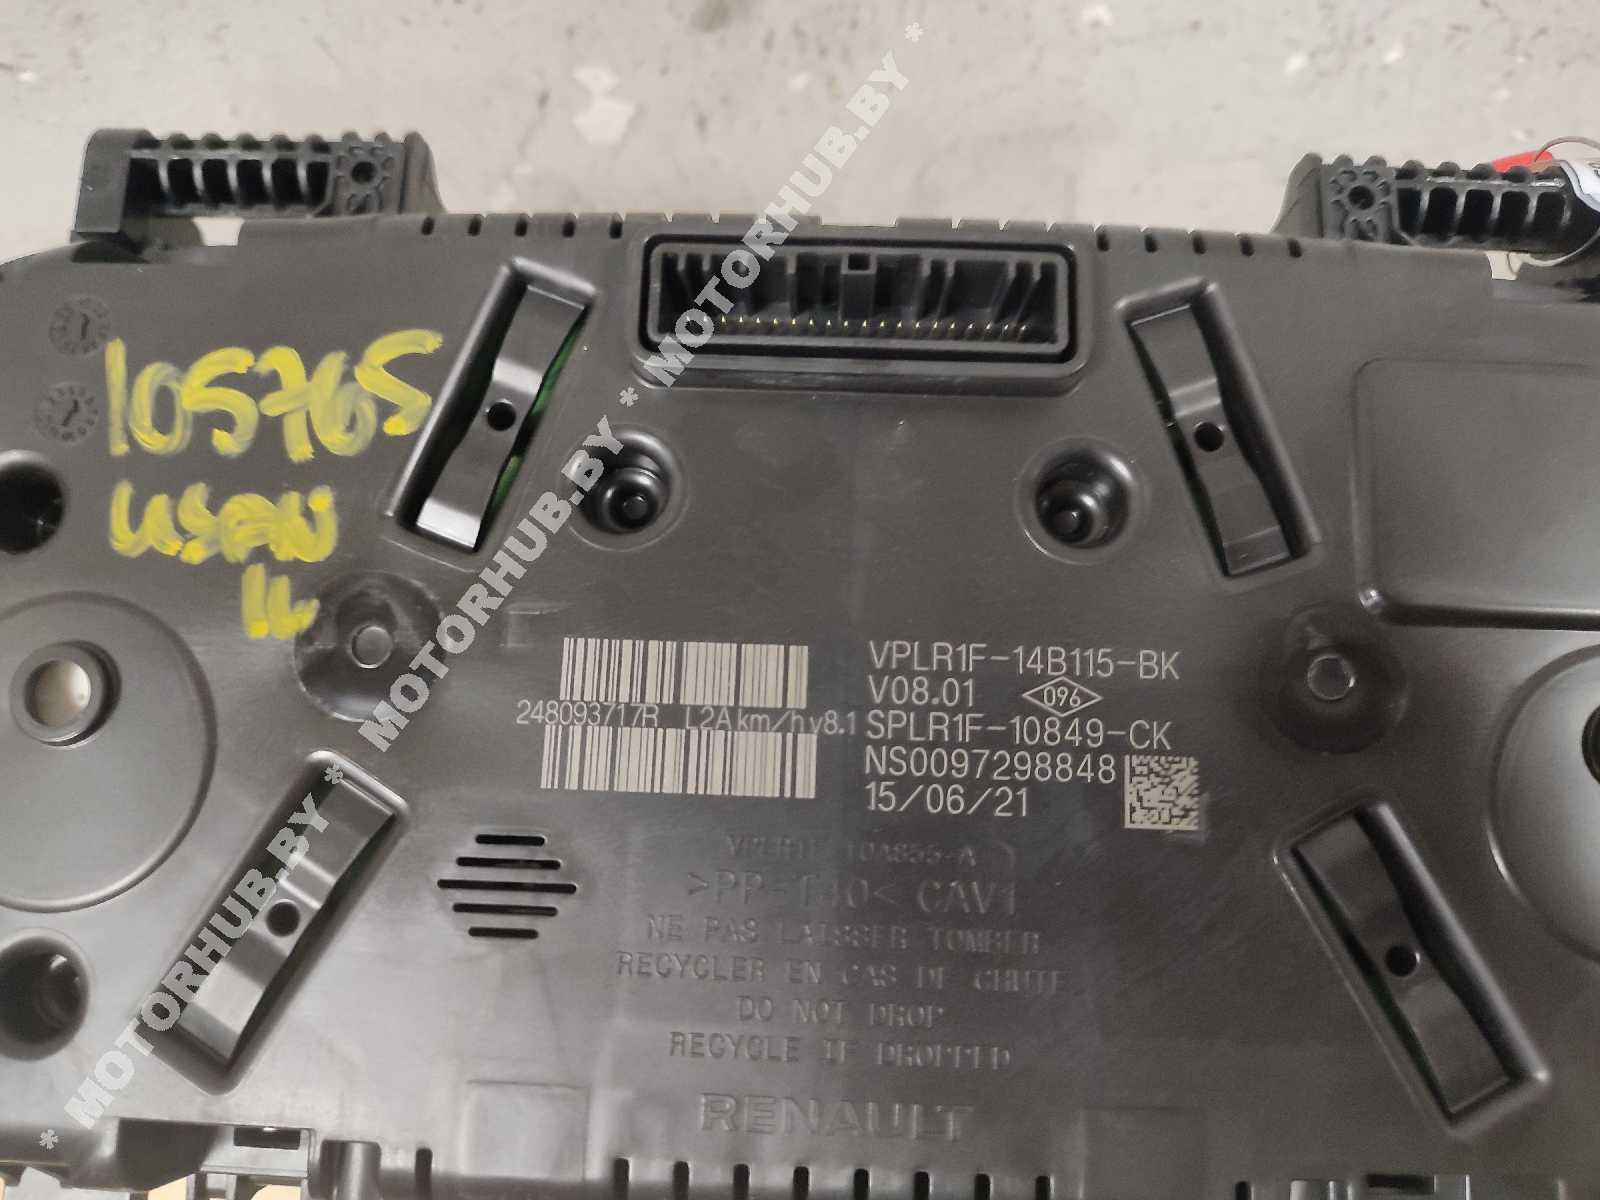 105765
16
248093717R L2A km/h v8.1
VPLR1F-14B115-BK
V08.01 096
SPLR1F-10849-CK
NS0097298848
15/06/21
10A855-A
CAV1
NE PAS LAISSER TOMBER
RECYCLER EN CAS DE CHUTE
DO NOT DROP
RECYCLE IF DROPPED
RENAULT
* MOTORHUB.BY * MOTORHUB.BY * MOTORHUB.BY * MOTORHUB.BY *